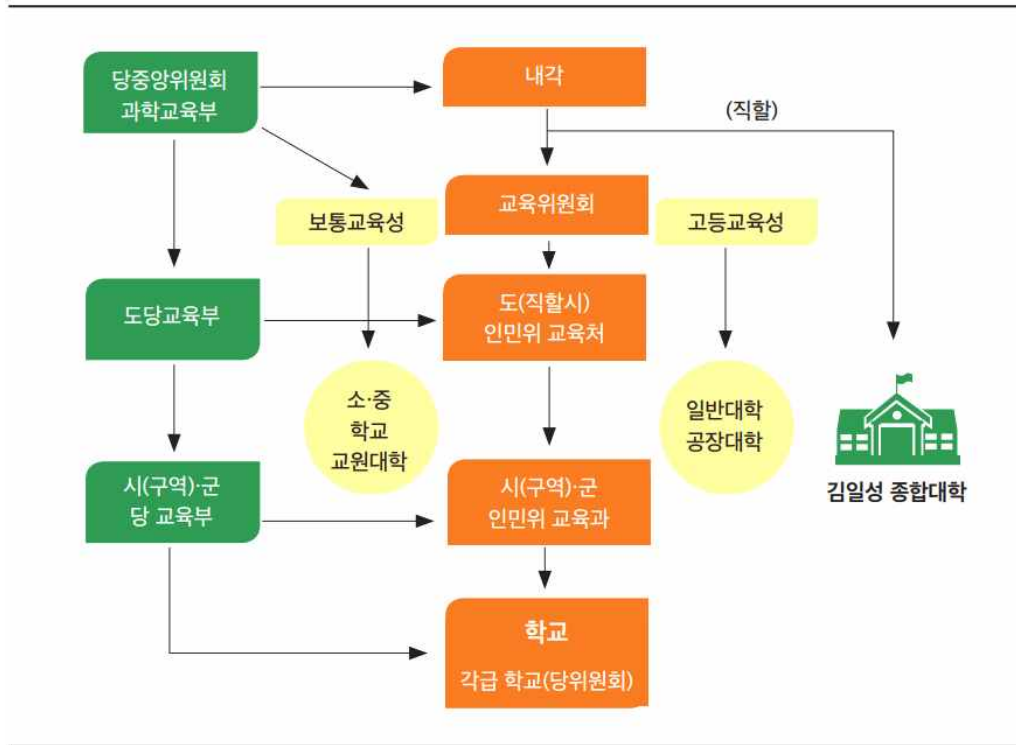 당중앙위원회
과학교육부
내각
(직할)
보통교육성
교육위원회
고등교육성
도당교육부
도(직할시)
인민위 교육처
소·중
학교
교원대학
일반대학
공장대학
김일성 종합대학
시(구역)·군
당 교육부
시(구역)·군
인민위 교육과
학교
각급 학교(당위원회)